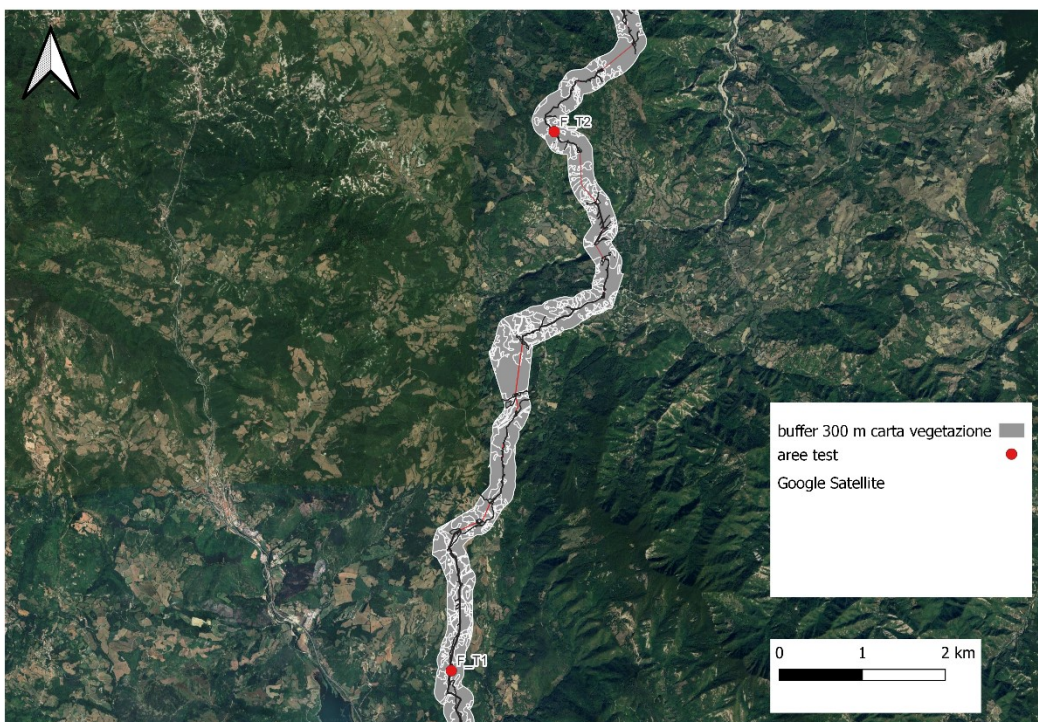 F_T2
buffer 300 m carta vegetazione
aree test
Google Satellite
F_T1
0 1 2 km